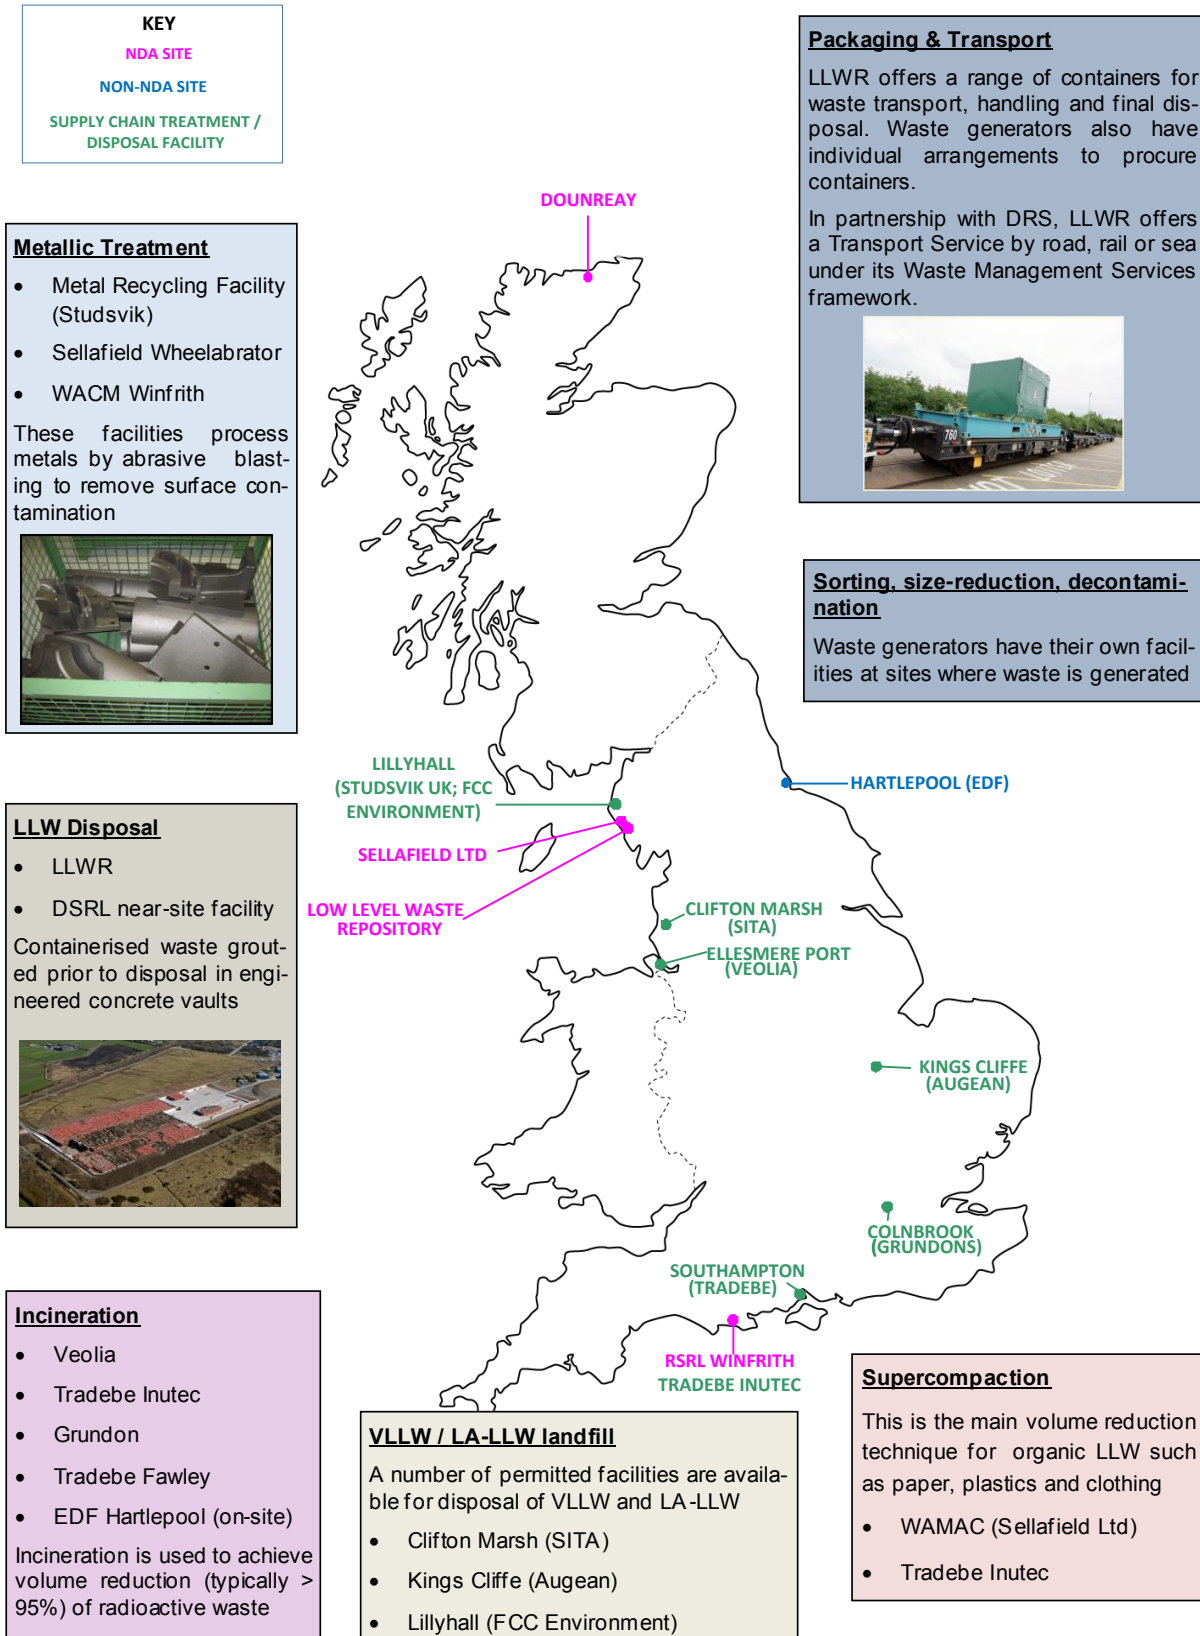 KEY
NDA SITE
NON-NDA SITE
SUPPLY CHAIN TREATMENT /
DISPOSAL FACILITY
Packaging & Transport
LLWR offers a range of containers for
waste transport, handling and final dis-
posal. Waste generators also have
individual arrangements to procure
containers.
In partnership with DRS, LLWR offers
a Transport Service by road, rail or sea
under its Waste Management Services
framework.
760
Metallic Treatment
• Metal Recycling Facility
(Studsvik)
• Sellafield Wheelabrator
• WACM Winfrith
These facilities process
metals by abrasive blast-
ing to remove surface con-
tamination
DOUNREAY
Sorting, size-reduction, decontami-
nation
Waste generators have their own facil-
ities at sites where waste is generated
LILLYHALL
(STUDSVIK UK; FCC
ENVIRONMENT)
HARTLEPOOL (EDF)
SELLAFIELD LTD
LOW LEVEL WASTE
REPOSITORY
CLIFTON MARSH
(SITA)
ELLESMERE PORT
(VEOLIA)
KINGS CLIFFE
(AUGEAN)
COLNBROOK
(GRUNDONS)
SOUTHAMPTON
(TRADEBE)
RSRL WINFRITH
TRADEBE INUTEC
LLW Disposal
• LLWR
• DSRL near-site facility
Containerised waste grout-
ed prior to disposal in engi-
neered concrete vaults
Incineration
• Veolia
• Tradebe Inutec
• Grundon
• Tradebe Fawley
• EDF Hartlepool (on-site)
Incineration is used to achieve
volume reduction (typically >
95%) of radioactive waste
VLLW / LA-LLW landfill
A number of permitted facilities are availa-
ble for disposal of VLLW and LA-LLW
• Clifton Marsh (SITA)
• Kings Cliffe (Augean)
• Lillyhall (FCC Environment)
Supercompaction
This is the main volume reduction
technique for organic LLW such
as paper, plastics and clothing
• WAMAC (Sellafield Ltd)
• Tradebe Inutec